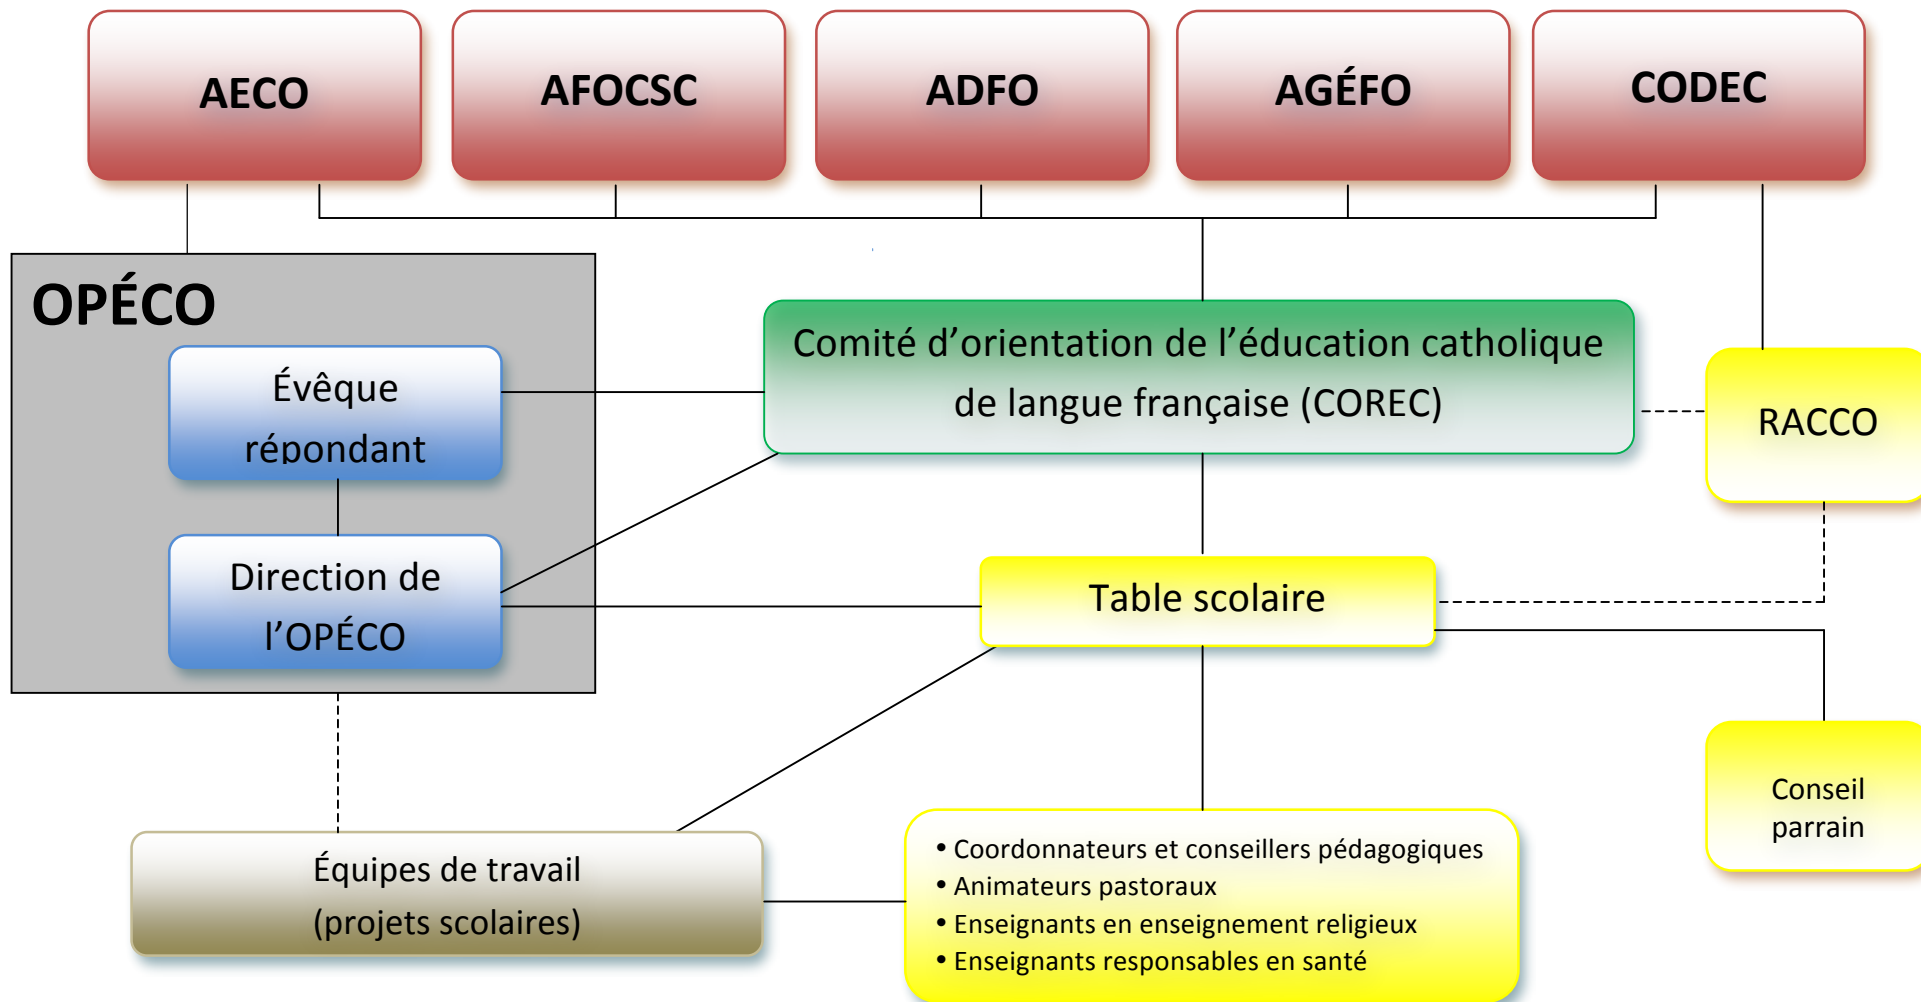 AECO
AFOCSC
ADFO
AGÉFO
CODEC
OPÉCO
Évêque
répondant
Comité d’orientation de l’éducation catholique
de langue française (COREC)
RACCO
Direction de
l’OPÉCO
Table scolaire
Conseil
parrain
Équipes de travail
(projets scolaires)
• Coordonnateurs et conseillers pédagogiques
• Animateurs pastoraux
• Enseignants en enseignement religieux
• Enseignants responsables en santé